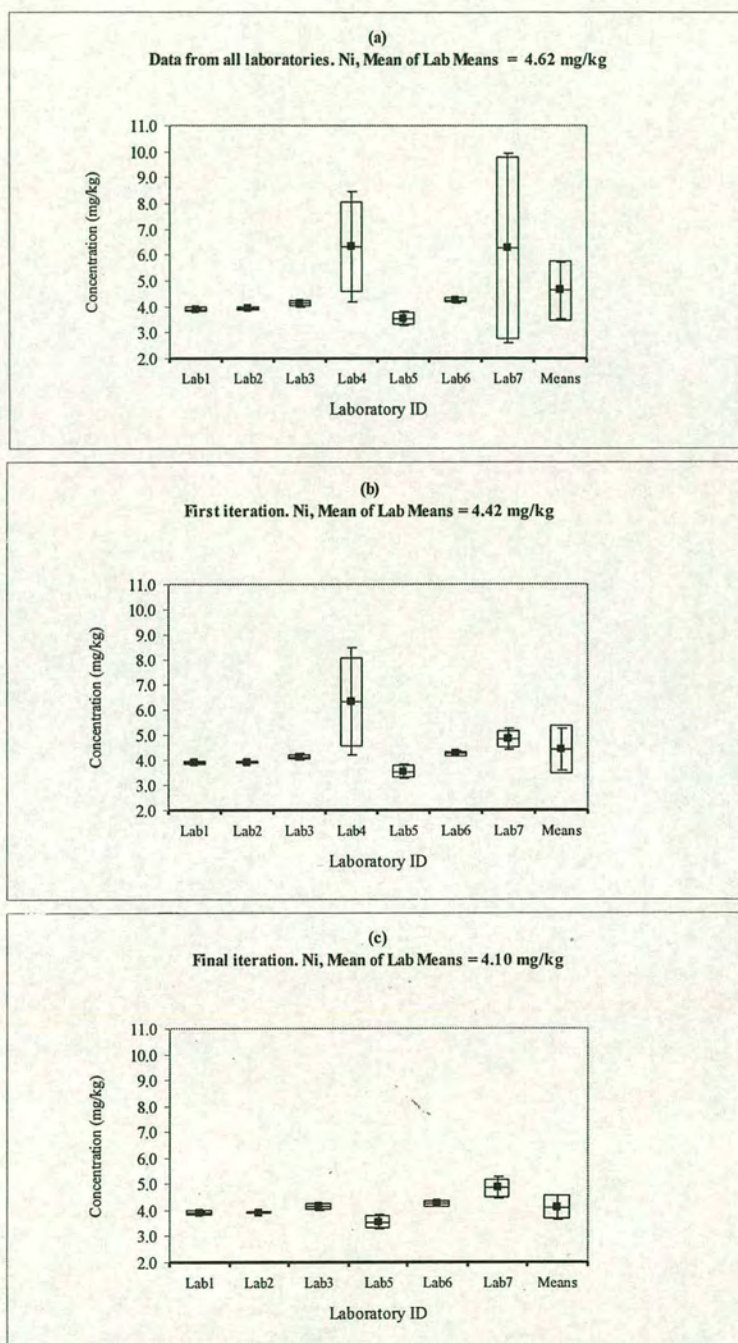 (a)
Data from all laboratories. Ni, Mean of Lab Means = 4.62 mg/kg
11.0
10.0
9.0
8.0
7.0
6.0
5.0
4.0
3.0
2.0
Concentration (mg/kg)
Lab1 Lab2 Lab3 Lab4 Lab5 Lab6 Lab7 Means
Laboratory ID
(b)
First iteration. Ni, Mean of Lab Means = 4.42 mg/kg
11.0
10.0
9.0
8.0
7.0
6.0
5.0
4.0
3.0
2.0
Concentration (mg/kg)
Lab1 Lab2 Lab3 Lab4 Lab5 Lab6 Lab7 Means
Laboratory ID
(c)
Final iteration. Ni, Mean of Lab Means = 4.10 mg/kg
11.0
10.0
9.0
8.0
7.0
6.0
5.0
4.0
3.0
2.0
Concentration (mg/kg)
Lab1 Lab2 Lab3 Lab4 Lab5 Lab6 Lab7 Means
Laboratory ID